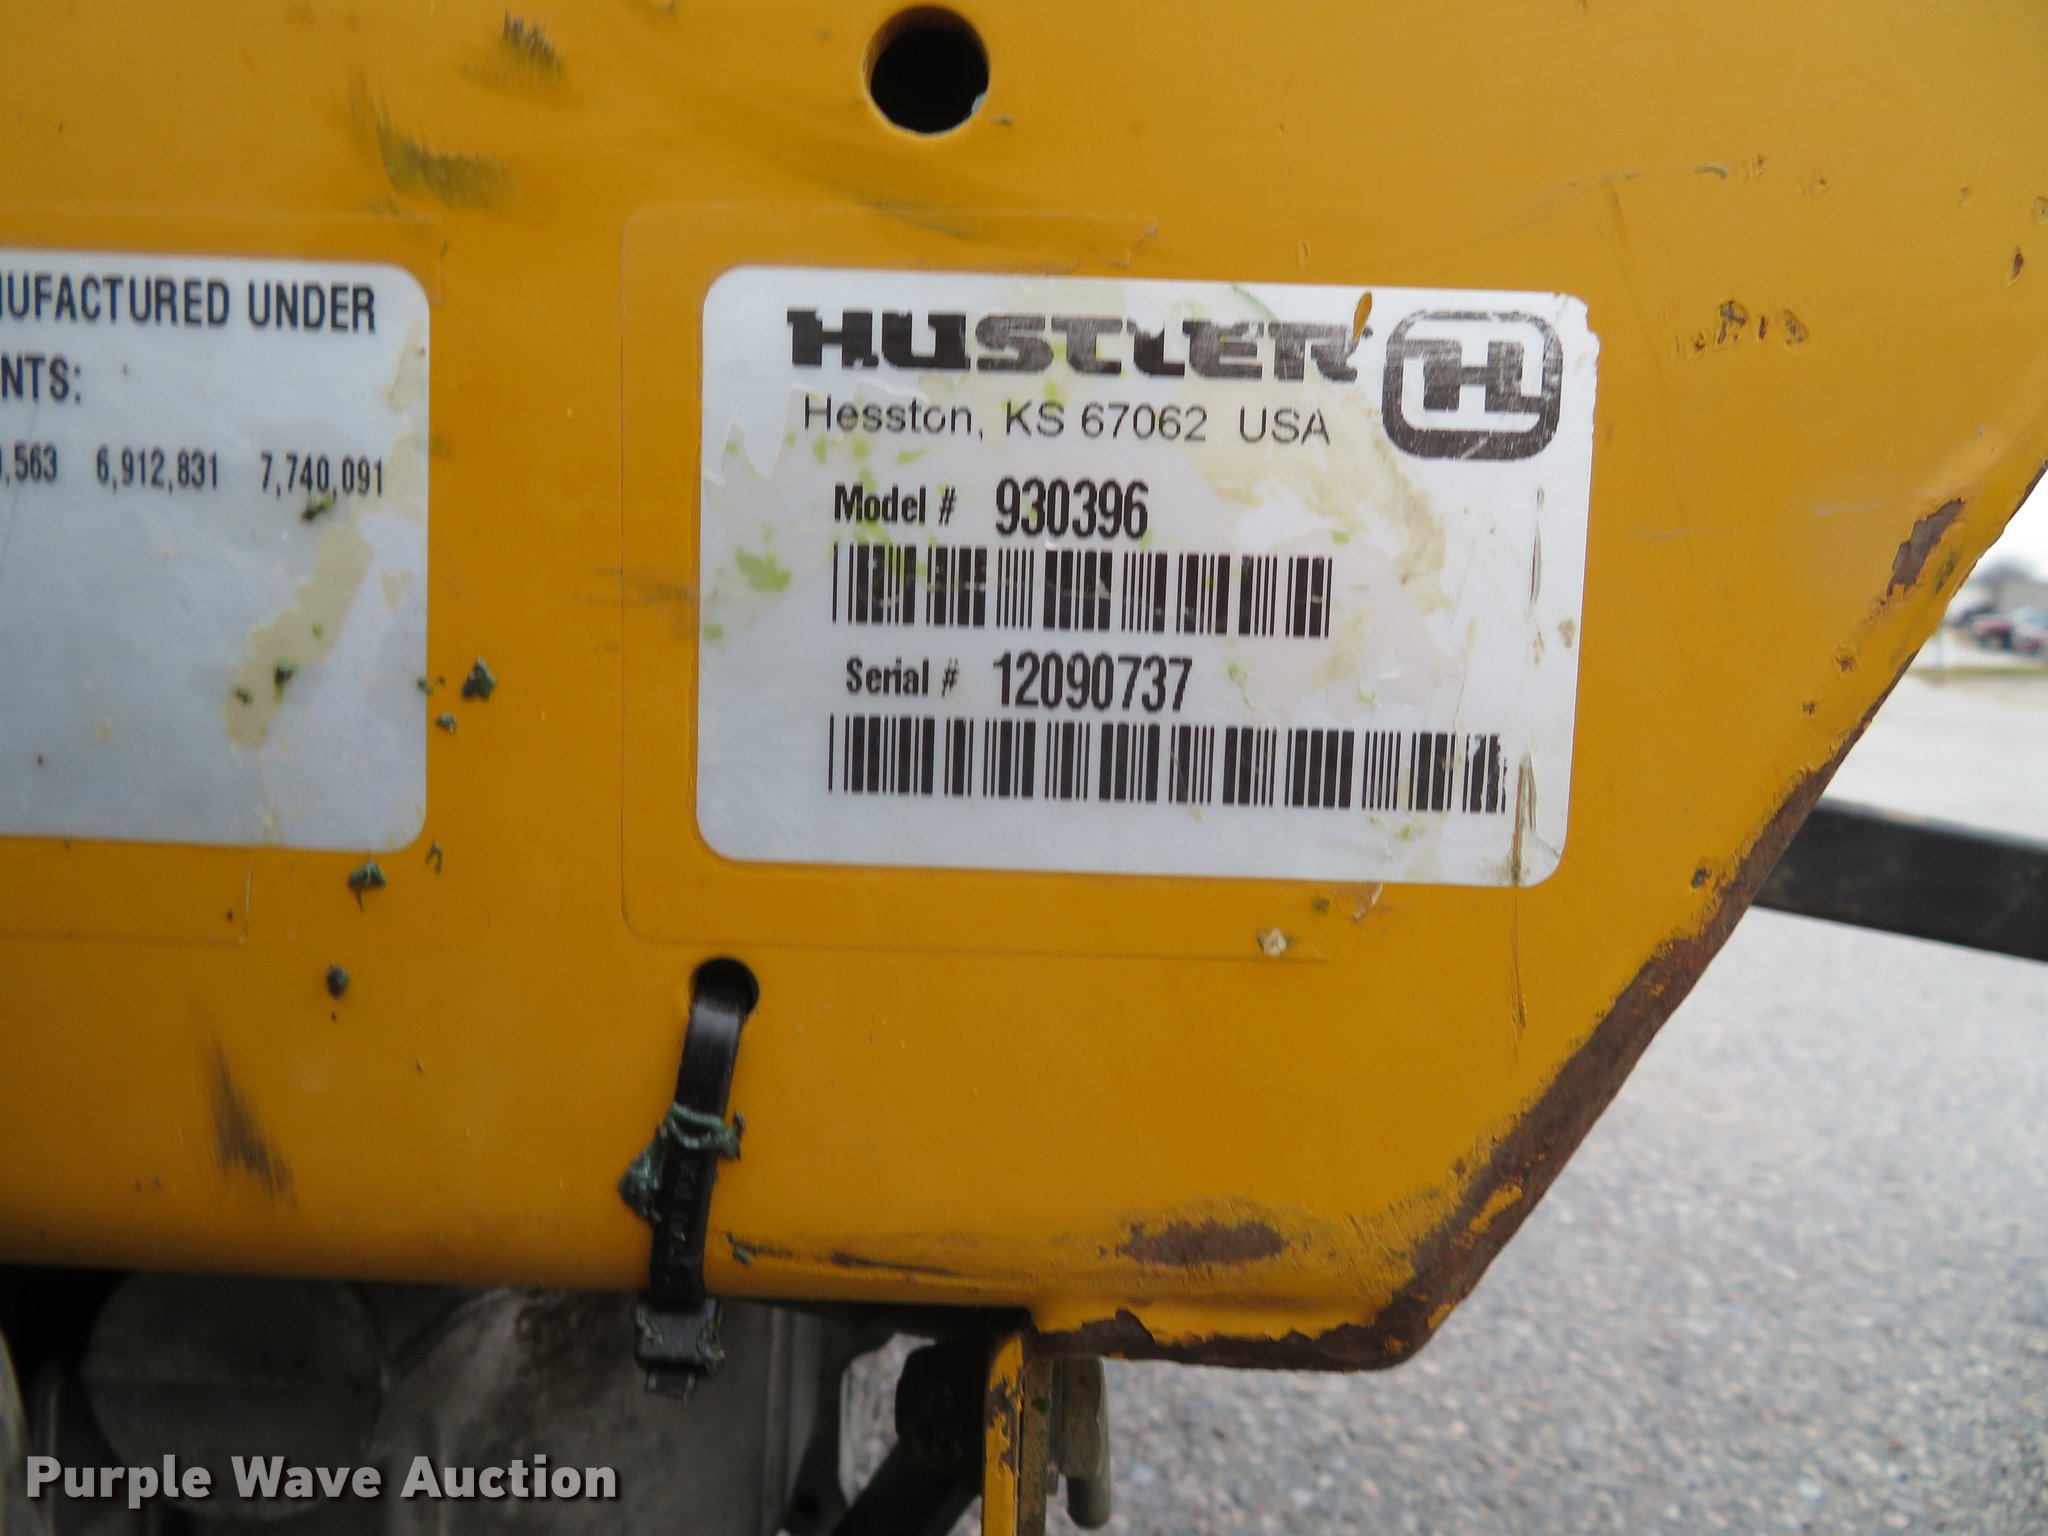 NUFACTURED UNDER
NTS:
,563 6,912,831 7,740,091
HUSTLER
H
Hesston, KS 67062 USA
Model # 930396
Serial # 12090737
Purple Wave Auction